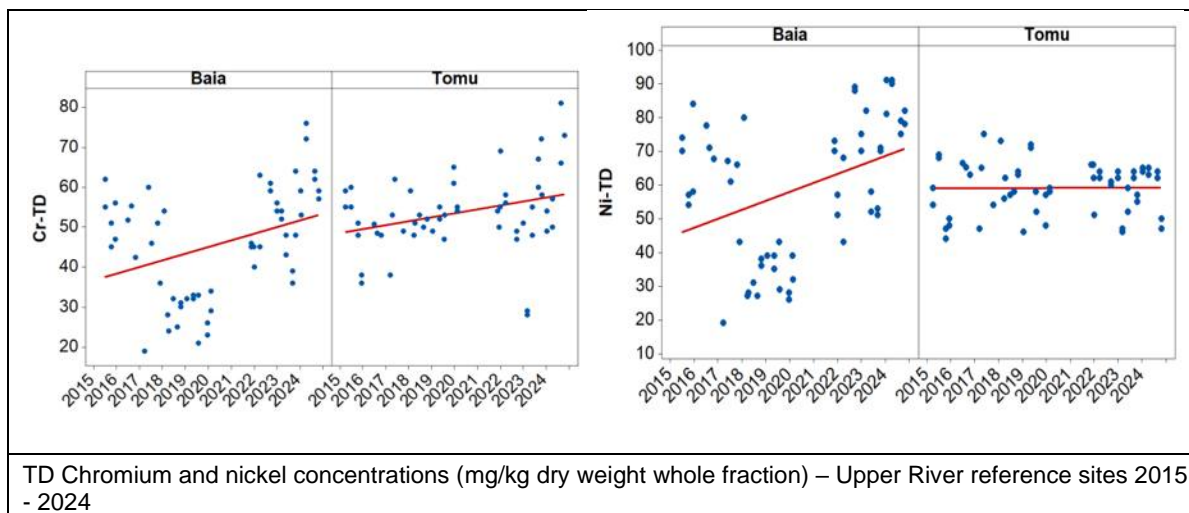 Baia Tomu
Cr-TD
80
70
60
50
40
30
20
2015 2016 2017 2018 2019 2020 2021 2022 2023 2024 2015 2016 2017 2018 2019 2020 2021 2022 2023 2024
Baia Tomu
Ni-TD
100
90
80
70
60
50
40
30
20
10
2015 2016 2017 2018 2019 2020 2021 2022 2023 2024 2015 2016 2017 2018 2019 2020 2021 2022 2023 2024
TD Chromium and nickel concentrations (mg/kg dry weight whole fraction) – Upper River reference sites 2015
- 2024